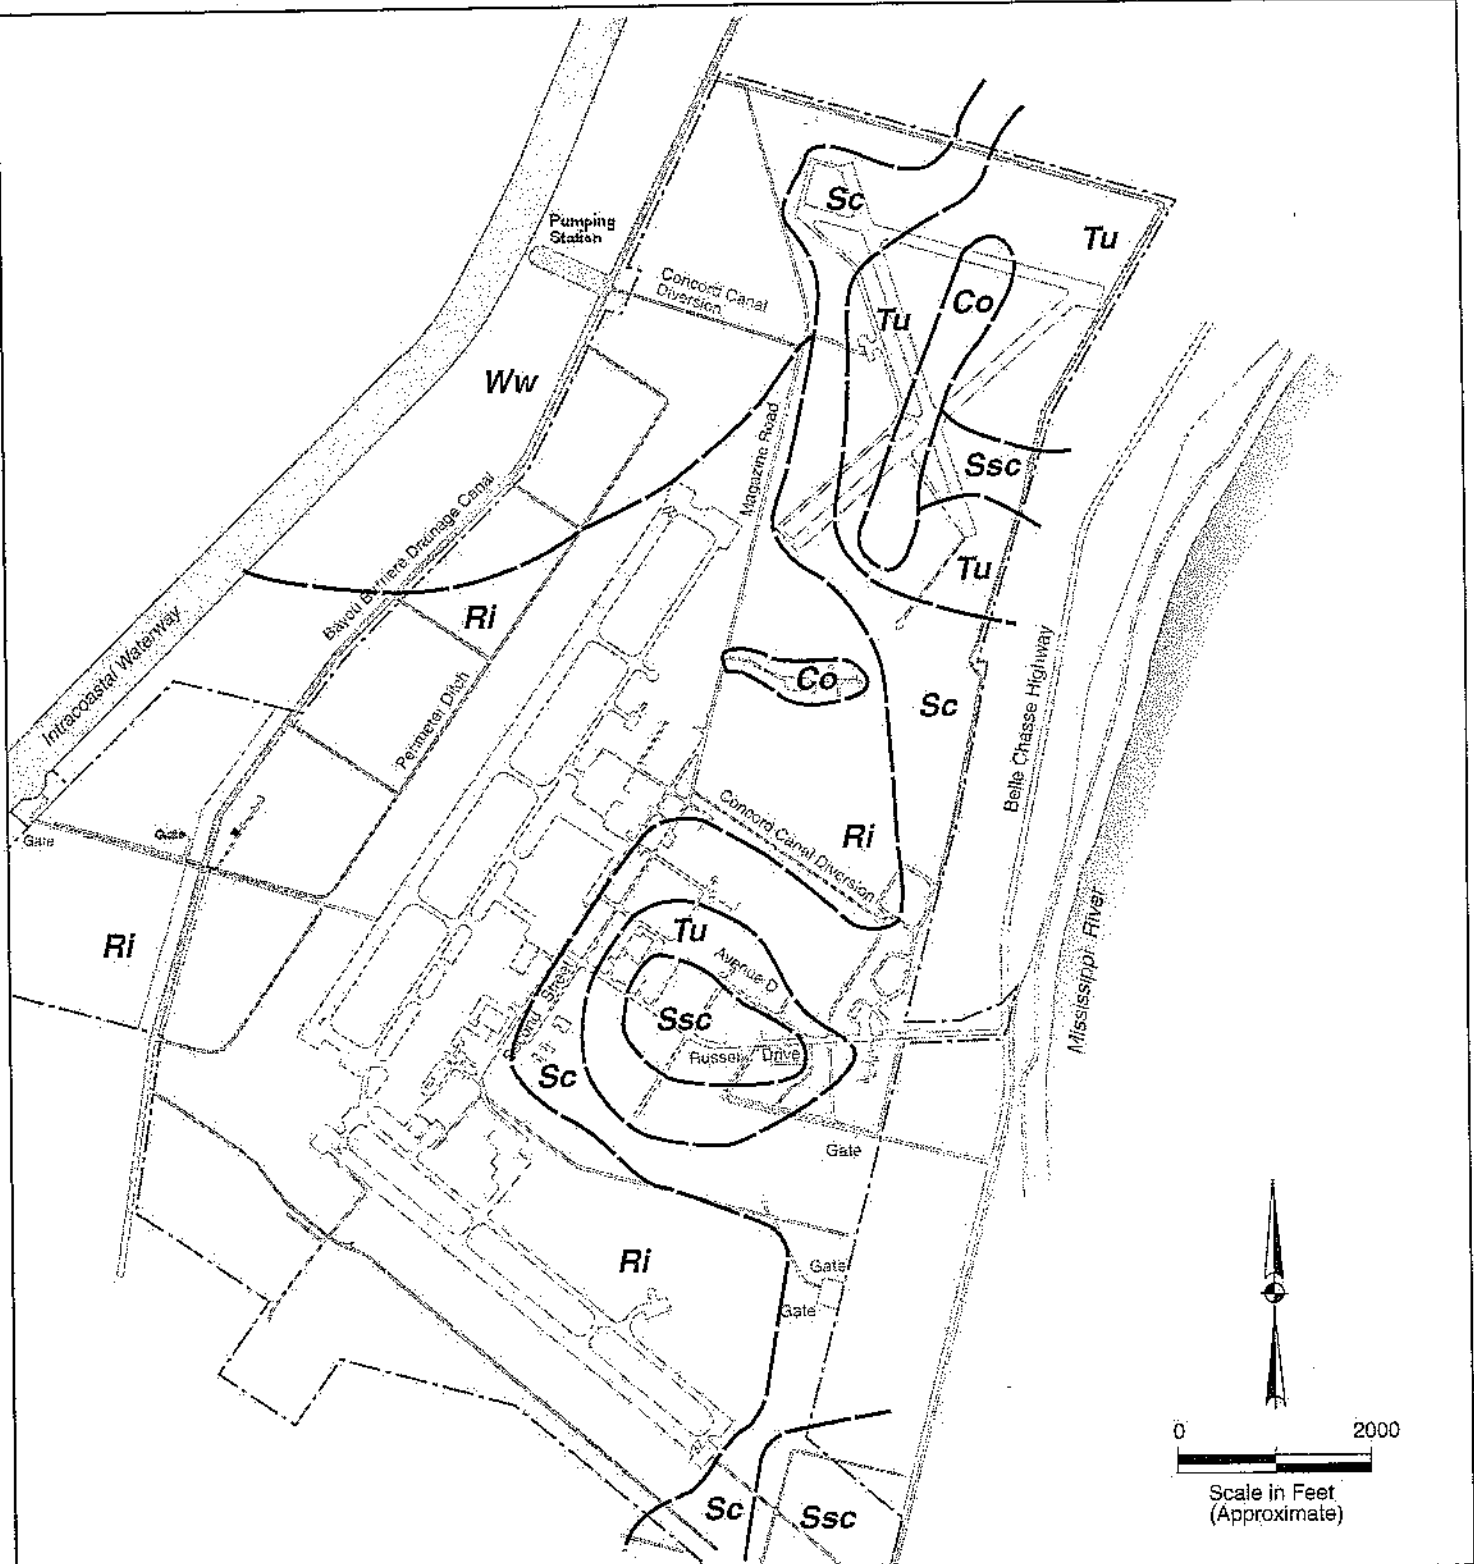 Sc
Tu
Pumping
Station
Concord Canal
Diversion
Co
Tu
Ww
Magazine Road
Ssc
Bayou Barriere Drainage Canal
Tu
Ri
Intracoastal Waterway
Perimeter Ditch
Co
Sc
Belle Chasse Highway
Concord Canal Diversion
Ri
Gate
Gate
Mississippi River
Ri
Tu
Avenue D
Street
Ssc
Russel Drive
Sc
Gate
Ri
Gate
Gate
0 2000
Scale in Feet
(Approximate)
Sc
Ssc